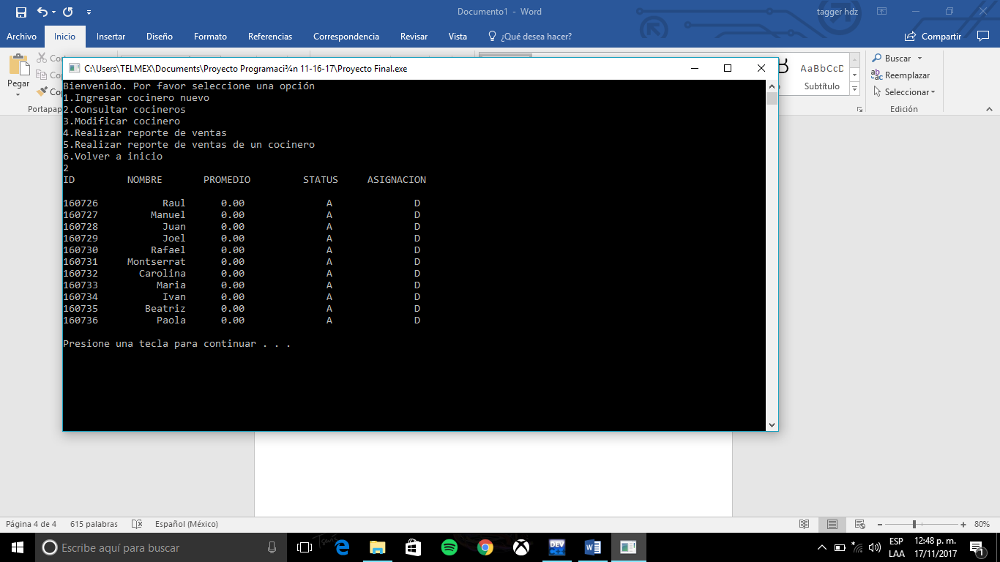 Documento1 - Word
tagger hdz
Archivo Inicio Insertar Diseño Formato Referencias Correspondencia Revisar Vista ¿Qué desea hacer? Compartir
C:\Users\TELMEX\Documents\Proyecto Programaci¾n 11-16-17\Proyecto Final.exe
Pegar
Portapap
AaBbCcD
Subtítulo
Buscar
Reemplazar
Seleccionar
Edición
Bienvenido. Por favor seleccione una opción
1.Ingresar cocinero nuevo
2.Consultar cocineros
3.Modificar cocinero
4.Realizar reporte de ventas
5.Realizar reporte de ventas de un cocinero
6.Volver a inicio
2
ID NOMBRE PROMEDIO STATUS ASIGNACION
160726 Raul 0.00 A D
160727 Manuel 0.00 A D
160728 Juan 0.00 A D
160729 Joel 0.00 A D
160730 Rafael 0.00 A D
160731 Montserrat 0.00 A D
160732 Carolina 0.00 A D
160733 Maria 0.00 A D
160734 Ivan 0.00 A D
160735 Beatriz 0.00 A D
160736 Paola 0.00 A D
Presione una tecla para continuar . . .
Página 4 de 4 615 palabras Español (México) 80%
Escribe aquí para buscar
DEV
ESP
LAA
12:48 p. m.
17/11/2017
1